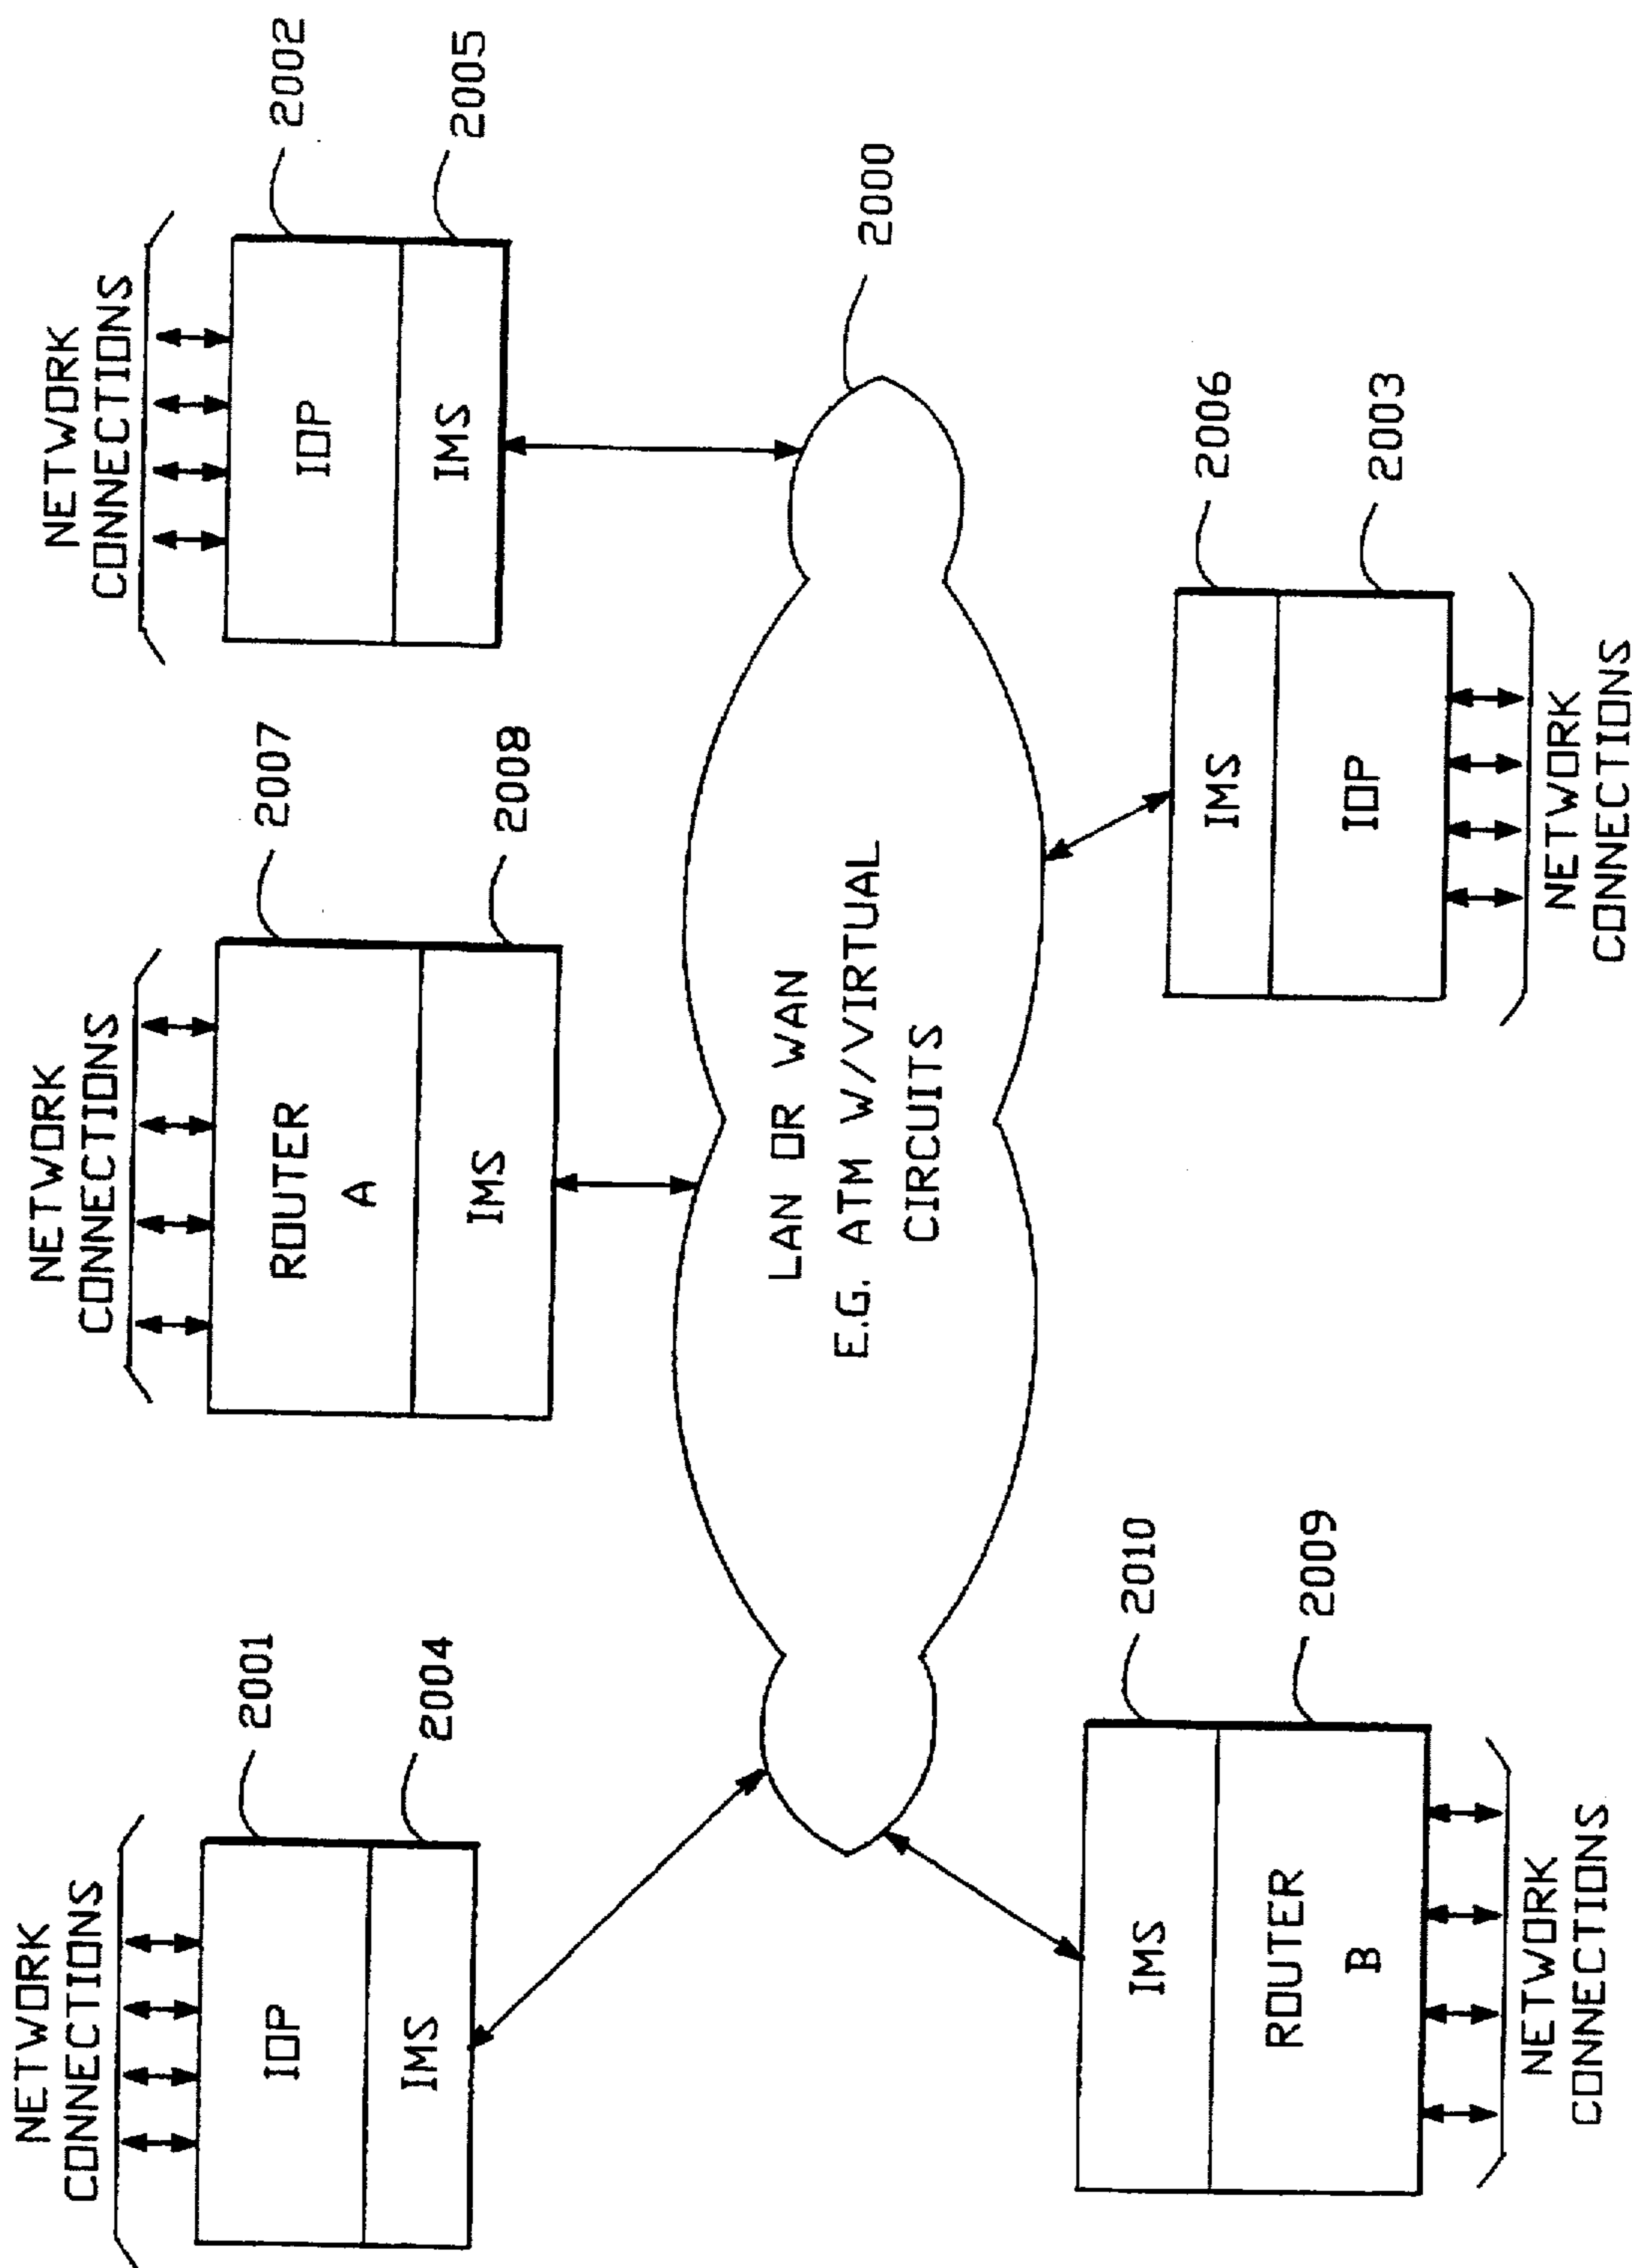 NETWORK
CONNECTIONS
IOP
IMS
2001
2004
NETWORK
CONNECTIONS
ROUTER
A
IMS
2007
2008
NETWORK
CONNECTIONS
IOP
IMS
2002
2005
LAN OR WAN
E.G. ATM W/VIRTUAL
CIRCUITS
2000
IMS
ROUTER
B
2010
2009
NETWORK
CONNECTIONS
IMS
IOP
2006
2003
NETWORK
CONNECTIONS